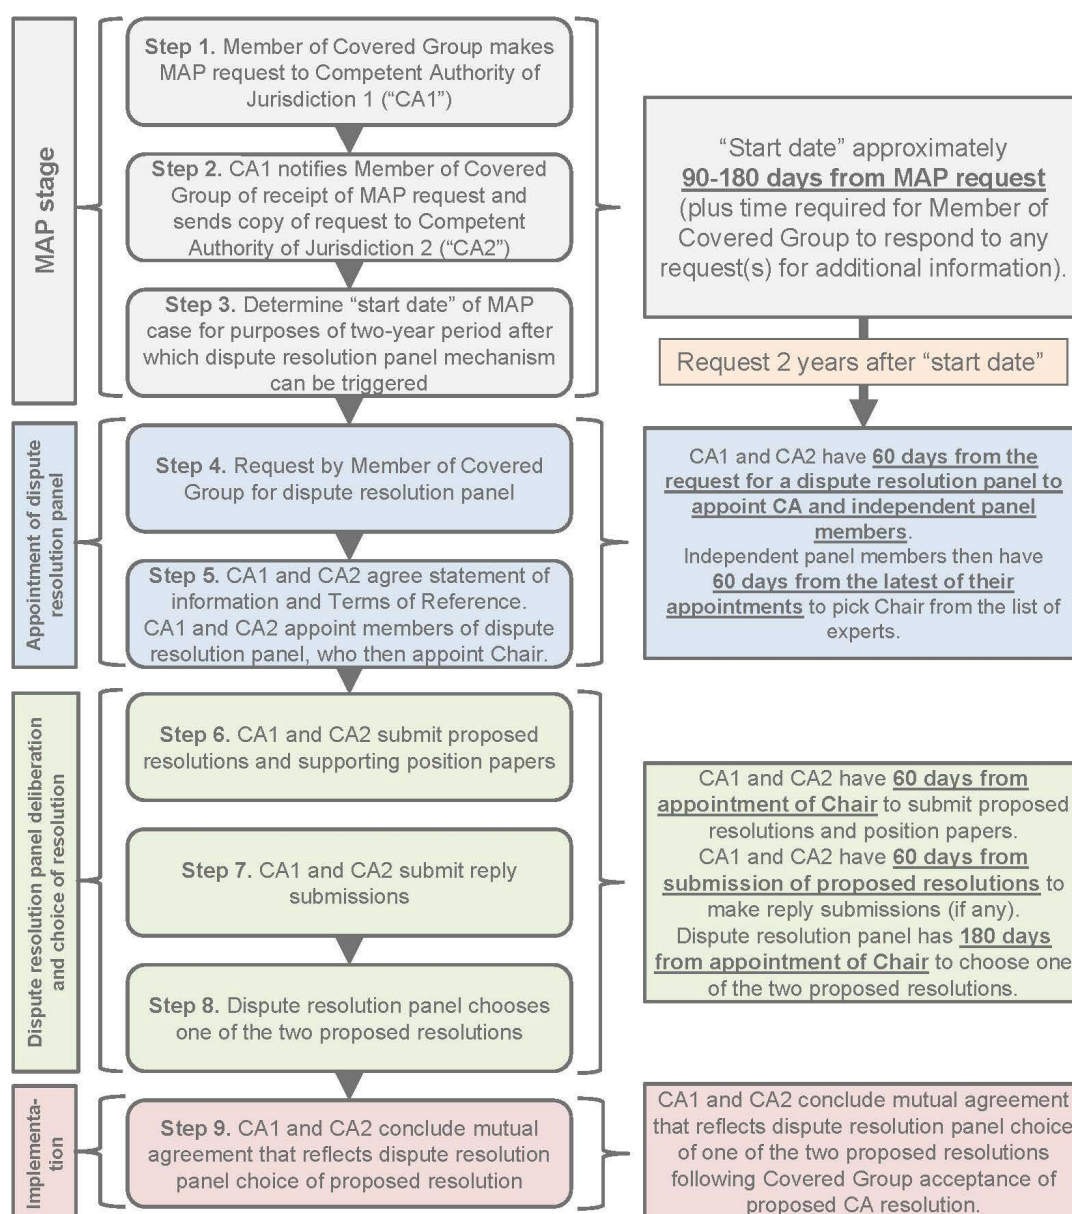 MAP stage
Step 1. Member of Covered Group makes
MAP request to Competent Authority of
Jurisdiction 1 (“CA1”)
Step 2. CA1 notifies Member of Covered
Group of receipt of MAP request and
sends copy of request to Competent
Authority of Jurisdiction 2 (“CA2”)
Step 3. Determine “start date” of MAP
case for purposes of two-year period after
which dispute resolution panel mechanism
can be triggered
“Start date” approximately
90-180 days from MAP request
(plus time required for Member of
Covered Group to respond to any
request(s) for additional information).
Request 2 years after “start date”
Appointment of dispute
resolution panel
Step 4. Request by Member of Covered
Group for dispute resolution panel
Step 5. CA1 and CA2 agree statement of
information and Terms of Reference.
CA1 and CA2 appoint members of dispute
resolution panel, who then appoint Chair.
CA1 and CA2 have 60 days from the
request for a dispute resolution panel to
appoint CA and independent panel
members.
Independent panel members then have
60 days from the latest of their
appointments to pick Chair from the list of
experts.
Dispute resolution panel deliberation
and choice of resolution
Step 6. CA1 and CA2 submit proposed
resolutions and supporting position papers
Step 7. CA1 and CA2 submit reply
submissions
Step 8. Dispute resolution panel chooses
one of the two proposed resolutions
CA1 and CA2 have 60 days from
appointment of Chair to submit proposed
resolutions and position papers.
CA1 and CA2 have 60 days from
submission of proposed resolutions to
make reply submissions (if any).
Dispute resolution panel has 180 days
from appointment of Chair to choose one
of the two proposed resolutions.
Implementa-
tion
Step 9. CA1 and CA2 conclude mutual
agreement that reflects dispute resolution
panel choice of proposed resolution
CA1 and CA2 conclude mutual agreement
that reflects dispute resolution panel choice
of one of the two proposed resolutions
following Covered Group acceptance of
proposed CA resolution.